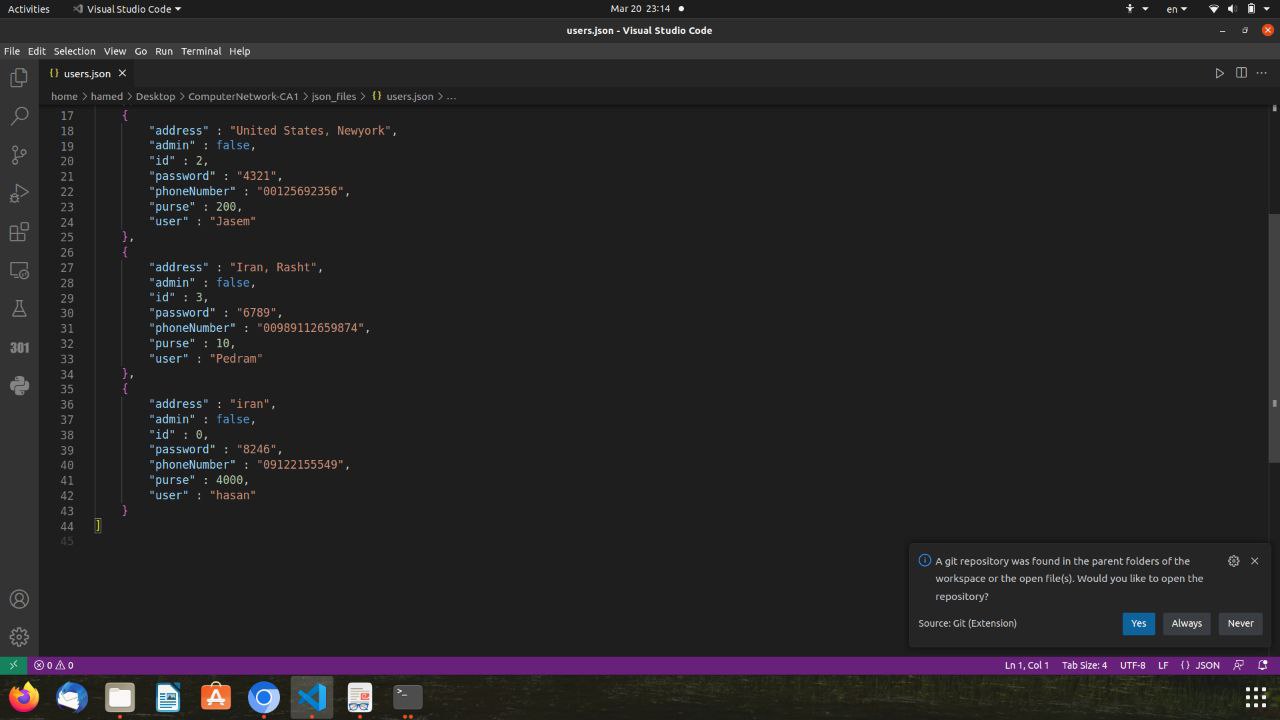 Activities Visual Studio Code Mar 20 23:14 en
users.json - Visual Studio Code
File Edit Selection View Go Run Terminal Help
{} users.json
home > hamed > Desktop > ComputerNetwork-CA1 > json_files > {} users.json > ...
17 {
18 "address" : "United States, Newyork",
19 "admin" : false,
20 "id" : 2,
21 "password" : "4321",
22 "phoneNumber" : "00125692356",
23 "purse" : 200,
24 "user" : "Jasem"
25 },
26 {
27 "address" : "Iran, Rasht",
28 "admin" : false,
29 "id" : 3,
30 "password" : "6789",
31 "phoneNumber" : "00989112659874",
32 "purse" : 10,
33 "user" : "Pedram"
34 },
35 {
36 "address" : "iran",
37 "admin" : false,
38 "id" : 0,
39 "password" : "8246",
40 "phoneNumber" : "09122155549",
41 "purse" : 4000,
42 "user" : "hasan"
43 }
44 ]
45
301
A git repository was found in the parent folders of the
workspace or the open file(s). Would you like to open the
repository?
Source: Git (Extension) Yes Always Never
0 0 Ln 1, Col 1 Tab Size: 4 UTF-8 LF {} JSON